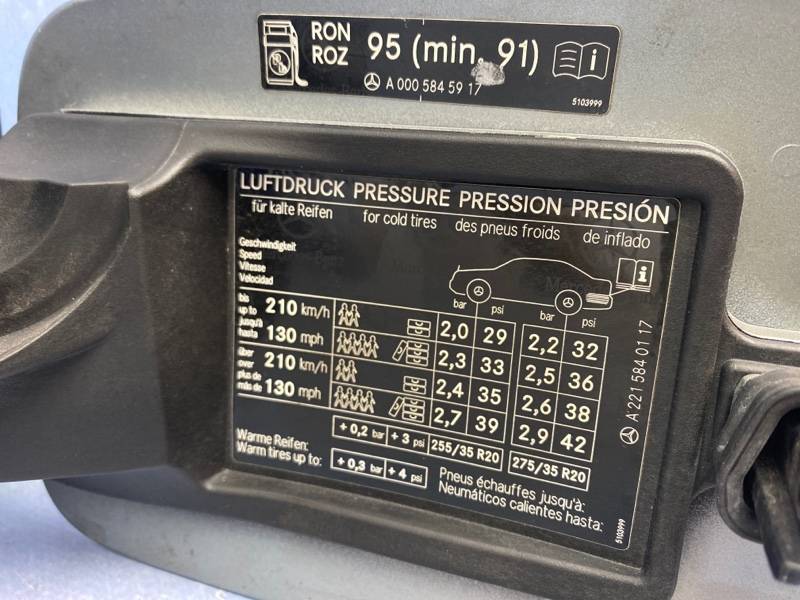 RON
ROZ 95 (min. 91)
A 000 584 59 17
5103999
LUFTDRUCK PRESSURE PRESSION PRESIÓN
für kalte Reifen for cold tires des pneus froids de inflado
Geschwindigkeit
Speed
Vitesse
Velocidad
bar psi bar psi
bis
up to
jusqu'à
hasta
210 km/h
130 mph
2,0 29 2,2 32
2,3 33 2,5 36
über
over
plus de
más de
210 km/h
130 mph
2,4 35 2,6 38
2,7 39 2,9 42
+ 0,2 bar + 3 psi 255/35 R20 275/35 R20
Warme Reifen:
Warm tires up to:
+ 0,3 bar + 4 psi
Pneus échauffes jusqu'à:
Neumáticos calientes hasta:
A 221 584 01 17
5103999